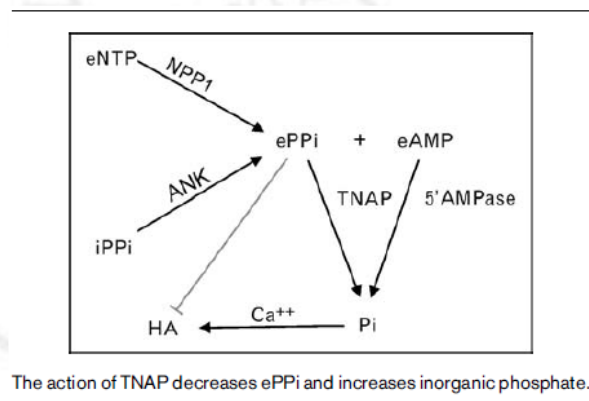 eNTP
NPP1
ePPi + eAMP
ANK
TNAP 5'AMPase
iPPi
HA Ca++ Pi
The action of TNAP decreases ePPi and increases inorganic phosphate.